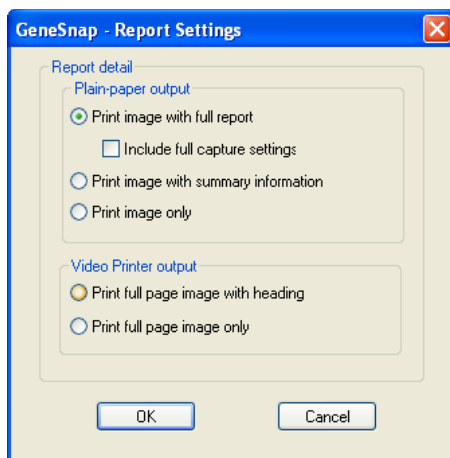 GeneSnap - Report Settings
Report detail
Plain-paper output
Print image with full report
Include full capture settings
Print image with summary information
Print image only
Video Printer output
Print full page image with heading
Print full page image only
OK
Cancel